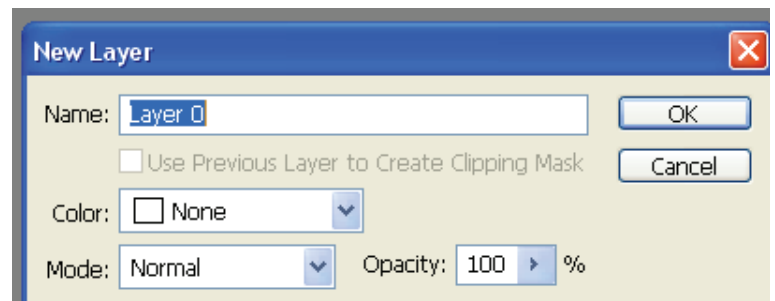 New Layer
Name: Layer 0 OK
Use Previous Layer to Create Clipping Mask Cancel
Color: None
Mode: Normal Opacity: 100 %